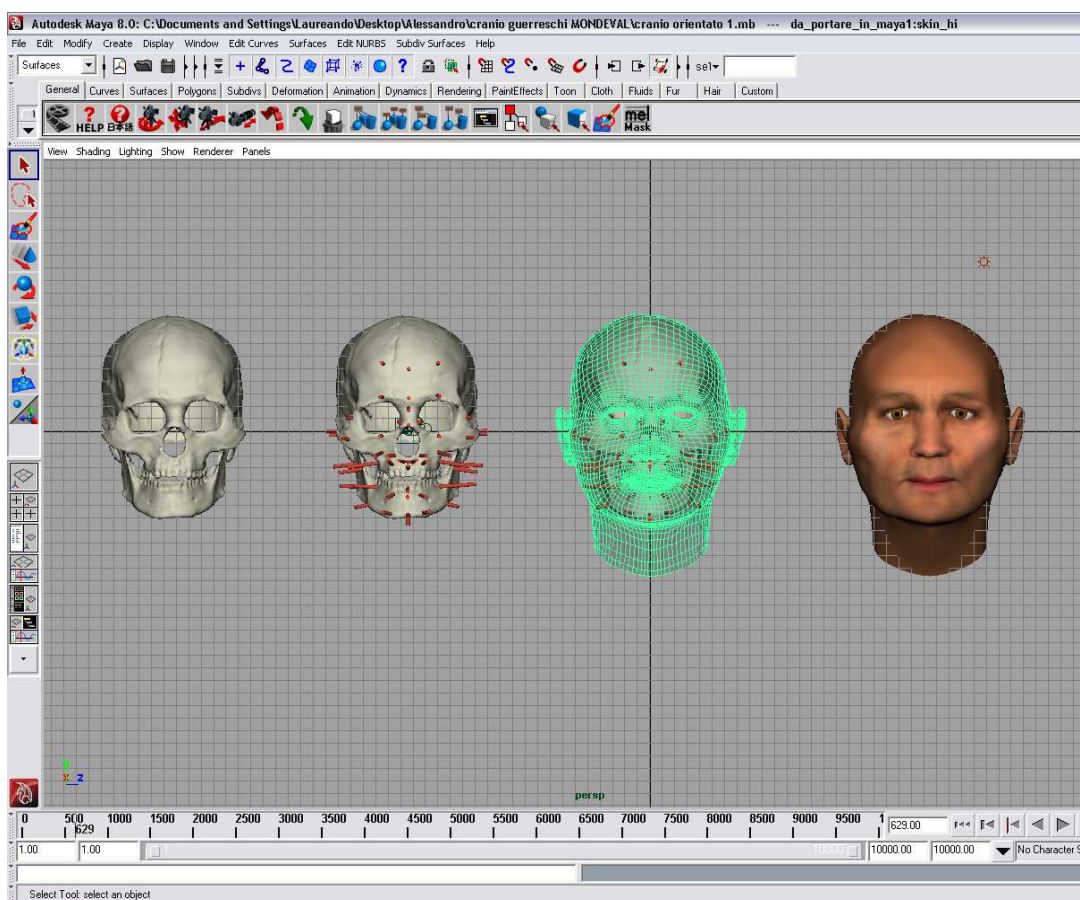 Autodesk Maya 8.0: C:\Documents and Settings\Laureando\Desktop\Alessandro\cranio guerreschi MONDEVAL\cranio orientato 1.mb --- da_portare_in_maya1:skin_hi
File Edit Modify Create Display Window Edit Curves Surfaces Edit NURBS Subdiv Surfaces Help
Surfaces sel
General Curves Surfaces Polygons Subdivs Deformation Animation Dynamics Rendering PaintEffects Toon Cloth Fluids Fur Hair Custom
HELP 日本語 mel
Mask
View Shading Lighting Show Renderer Panels
x z
persp
0 500 1000 1500 2000 2500 3000 3500 4000 4500 5000 5500 6000 6500 7000 7500 8000 8500 9000 9500 1 629.00
629
1.00 1.00 1 10000.00 10000.00 No Character S
Select Tool: select an object